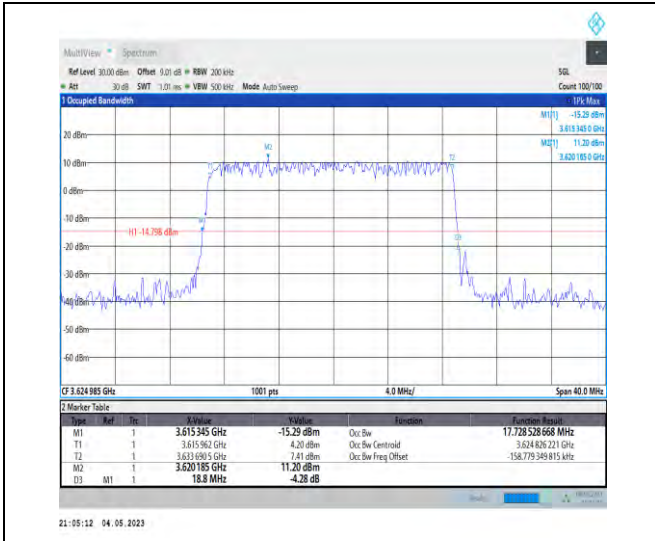 MultiView Spectrum
Ref Level 30.00 dBm Offset 9.01 dB RBW 200 kHz SGL
Att 30 dB SWT 1.01 ms VBW 500 kHz Mode Auto Sweep Count 100/100
1 Occupied Bandwidth 1Pk Max
M1[1] -15.29 dBm
3.615 345 0 GHz
M2[1] 11.20 dBm
3.620 185 0 GHz
20 dBm
M2
T2
10 dBm
0 dBm
-10 dBm
H1 -14.798 dBm
-20 dBm
-30 dBm
-40 dBm
-50 dBm
-60 dBm
CF 3.624 985 GHz 1001 pts 4.0 MHz/ Span 40.0 MHz
2 Marker Table
Type Ref Trc X-Value Y-Value Function Function Result
M1 1 3.615 345 GHz -15.29 dBm Occ Bw 17.728 528 668 MHz
T1 1 3.615 962 GHz 4.20 dBm Occ Bw Centroid 3.624 826 221 GHz
T2 1 3.633 690 5 GHz 7.41 dBm Occ Bw Freq Offset -158.779 349 815 kHz
M2 1 3.620 185 GHz 11.20 dBm
D3 M1 1 18.8 MHz -4.28 dB
21:05:12 04.05.2023